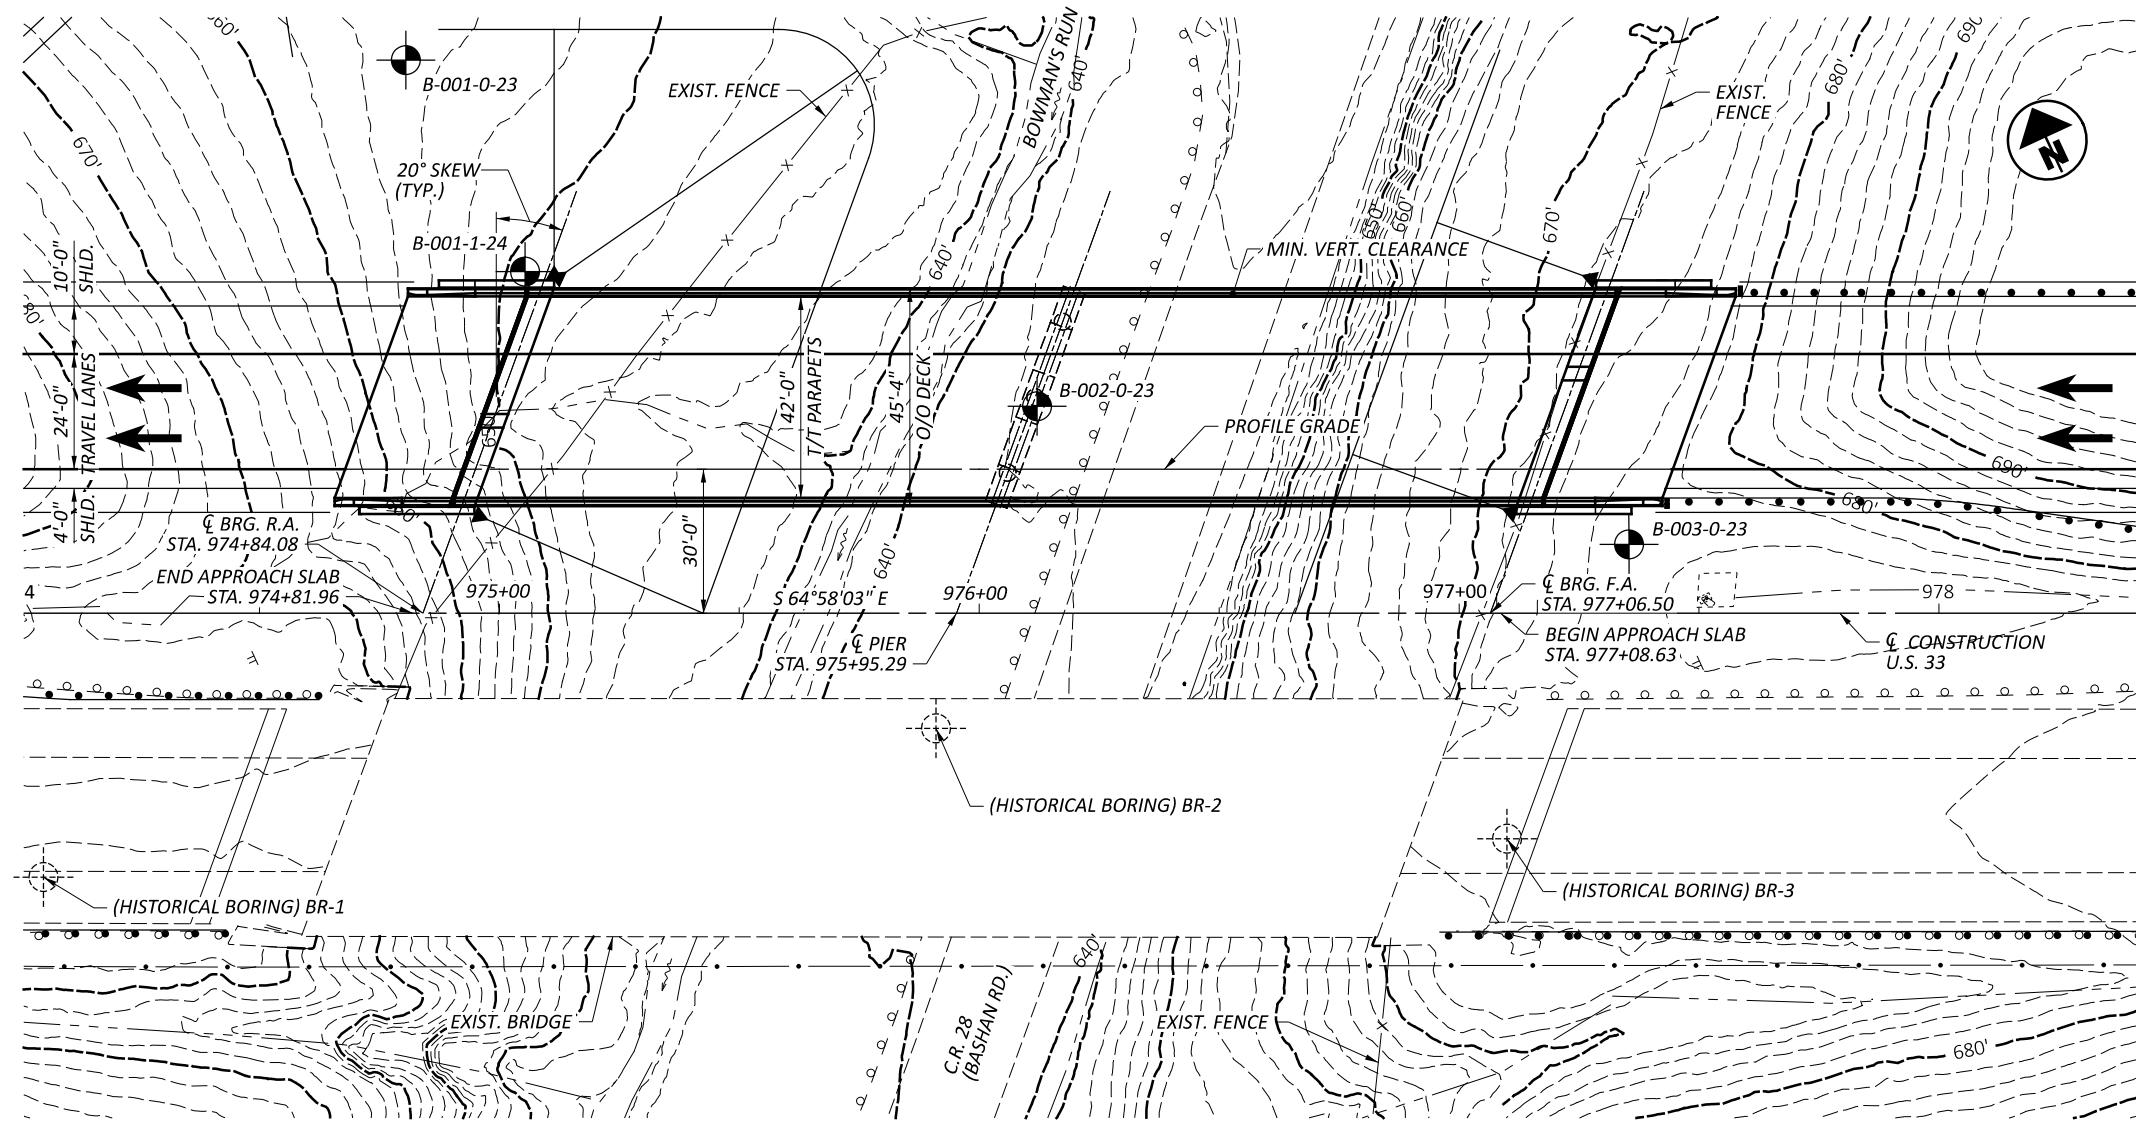 660'
B-001-0-23
EXIST. FENCE
BOWMAN'S RUN
640'
EXIST.
FENCE
680'
690'
N
670'
20° SKEW
(TYP.)
B-001-1-24
640'
650'
660'
670'
MIN. VERT. CLEARANCE
10'-0"
SHLD.
80'
24'-0"
TRAVEL LANES
4'-0"
SHLD.
650'
42'-0"
T/T PARAPETS
45'-4"
O/O DECK
B-002-0-23
PROFILE GRADE
690'
680'
B-003-0-23
℄ BRG. R.A.
STA. 974+84.08
END APPROACH SLAB
STA. 974+81.96
4
975+00
30'-0"
640'
S 64°58'03" E
976+00
℄ PIER
STA. 975+95.29
977+00
℄ BRG. F.A.
STA. 977+06.50
BEGIN APPROACH SLAB
STA. 977+08.63
978
℄ CONSTRUCTION
U.S. 33
(HISTORICAL BORING) BR-2
(HISTORICAL BORING) BR-1
(HISTORICAL BORING) BR-3
EXIST. BRIDGE
C.R. 28
(BASHAN RD.)
640'
EXIST. FENCE
680'